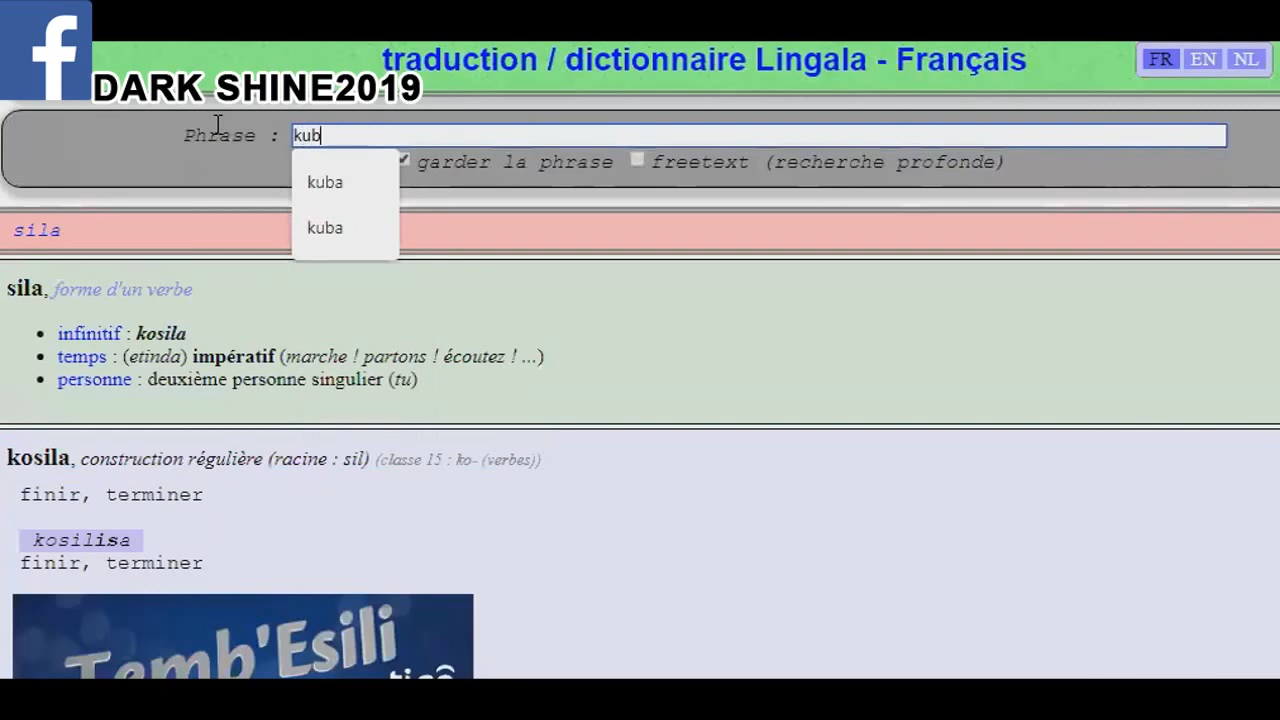 f
DARK SHINE2019
traduction / dictionnaire Lingala - Français
FR EN NL
Phrase : kub
garder la phrase freetext (recherche profonde)
kuba
kuba
sila
sila, forme d'un verbe
• infinitif : kosila
• temps : (etinda) impératif (marche ! partons ! écoutez ! ...)
• personne : deuxième personne singulier (tu)
kosila, construction régulière (racine : sil) (classe 15 : ko- (verbes))
finir, terminer
kosilisa
finir, terminer
Temb'Esili